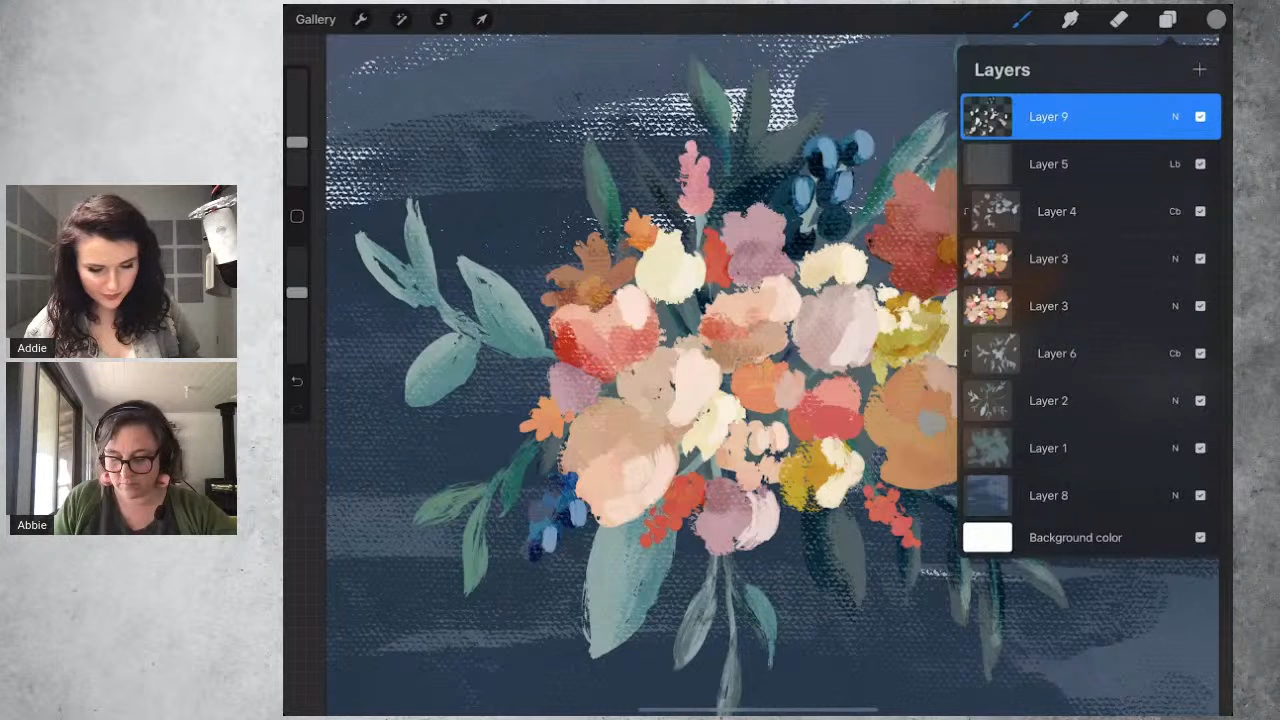 Gallery
Layers
Layer 9 N
Layer 5 Lb
Layer 4 Cb
Layer 3 N
Layer 3 N
Layer 6 Cb
Layer 2 N
Layer 1 N
Layer 8 N
Background color
Addie
Abbie